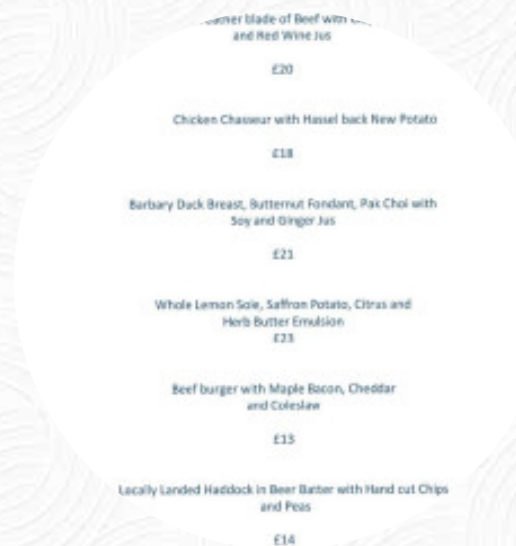 blade of Beef with
and Red Wine Jus
£20
Chicken Chasseur with Hassel back New Potato
£18
Barbary Duck Breast, Butternut Fondant, Pak Choi with
Soy and Ginger Jus
£21
Whole Lemon Sole, Saffron Potato, Citrus and
Herb Butter Emulsion
£23
Beef burger with Maple Bacon, Cheddar
and Coleslaw
£13
Locally Landed Haddock in Beer Batter with Hand cut Chips
and Peas
£14